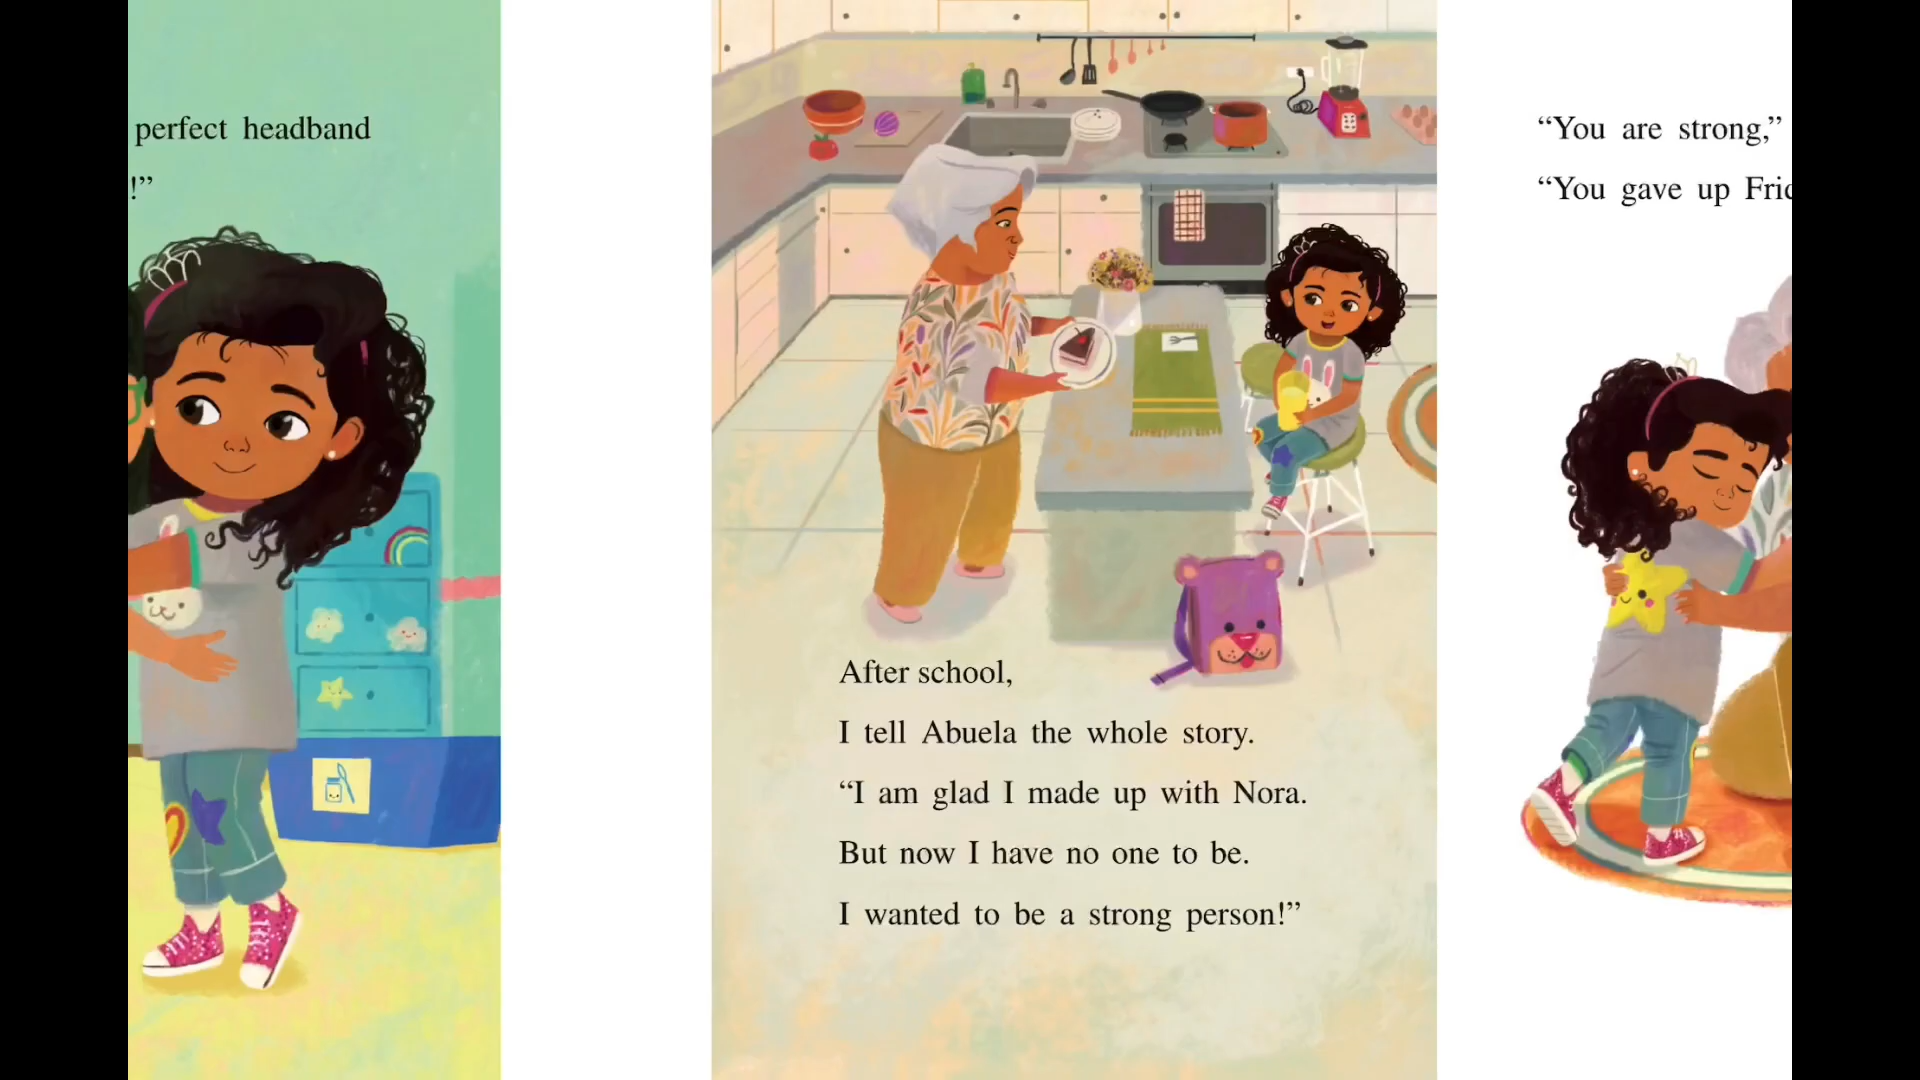 perfect headband
!”
After school,
I tell Abuela the whole story.
“I am glad I made up with Nora.
But now I have no one to be.
I wanted to be a strong person!”
“You are strong,”
“You gave up